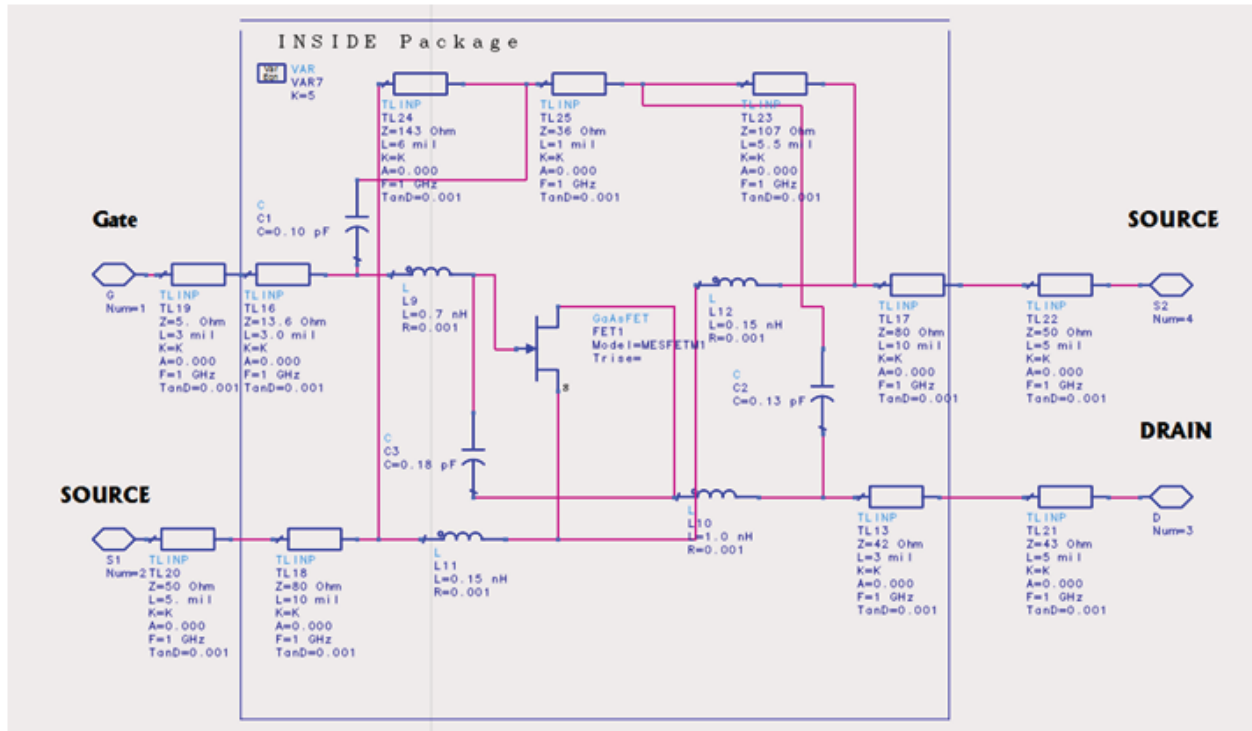 INSIDE Package
Var
Eqn
VAR
VAR7
K=5
TLINP
TL24
Z=143 Ohm
L=6 mil
K=K
A=0.000
F=1 GHz
TanD=0.001
TLINP
TL25
Z=36 Ohm
L=1 mil
K=K
A=0.000
F=1 GHz
TanD=0.001
TLINP
TL23
Z=107 Ohm
L=5.5 mil
K=K
A=0.000
F=1 GHz
TanD=0.001
C
C1
C=0.10 pF
Gate
G
Num=1
TLINP
TL19
Z=5. Ohm
L=3 mil
K=K
A=0.000
F=1 GHz
TanD=0.001
TLINP
TL16
Z=13.6 Ohm
L=3.0 mil
K=K
A=0.000
F=1 GHz
TanD=0.001
L
L9
L=0.7 nH
R=0.001
GaAsFET
FET1
Model=MESFETM1
Trise=
S
L
L12
L=0.15 nH
R=0.001
C
C2
C=0.13 pF
TLINP
TL17
Z=80 Ohm
L=10 mil
K=K
A=0.000
F=1 GHz
TanD=0.001
TLINP
TL22
Z=50 Ohm
L=5 mil
K=K
A=0.000
F=1 GHz
TanD=0.001
SOURCE
S2
Num=4
C
C3
C=0.18 pF
DRAIN
D
Num=3
SOURCE
S1
Num=2
TLINP
TL20
Z=50 Ohm
L=5. mil
K=K
A=0.000
F=1 GHz
TanD=0.001
TLINP
TL18
Z=80 Ohm
L=10 mil
K=K
A=0.000
F=1 GHz
TanD=0.001
L
L11
L=0.15 nH
R=0.001
L
L10
L=1.0 nH
R=0.001
TLINP
TL13
Z=42 Ohm
L=3 mil
K=K
A=0.000
F=1 GHz
TanD=0.001
TLINP
TL21
Z=43 Ohm
L=5 mil
K=K
A=0.000
F=1 GHz
TanD=0.001